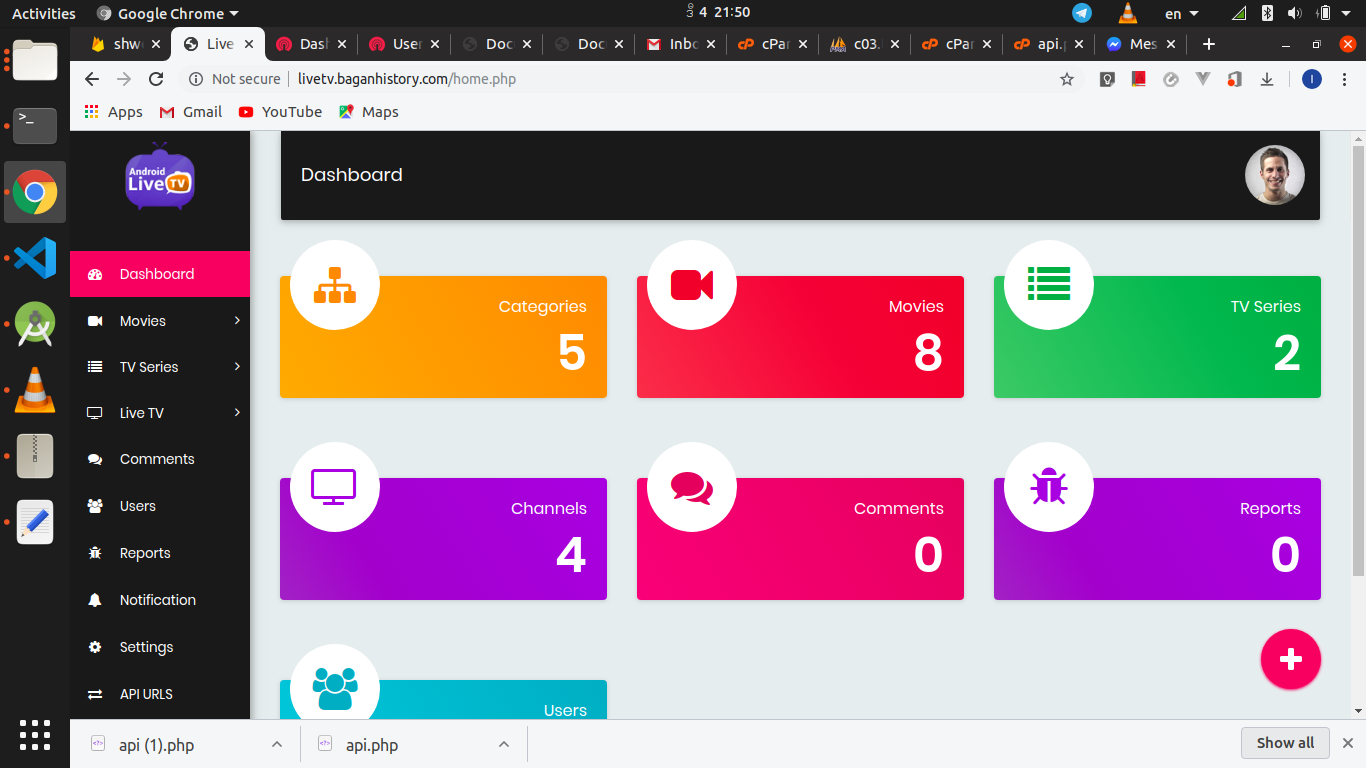 Activities Google Chrome 4 21:50 en
shw Live Das User Doc Doc Inbo cPar c03. cPar api.p Mes
Not secure livetv.baganhistory.com/home.php
Apps Gmail YouTube Maps
Android
Live TV
Dashboard
Dashboard
Movies
TV Series
Live TV
Comments
Users
Reports
Notification
Settings
API URLS
Categories
5
Movies
8
TV Series
2
Channels
4
Comments
0
Reports
0
Users
api (1).php
api.php
Show all